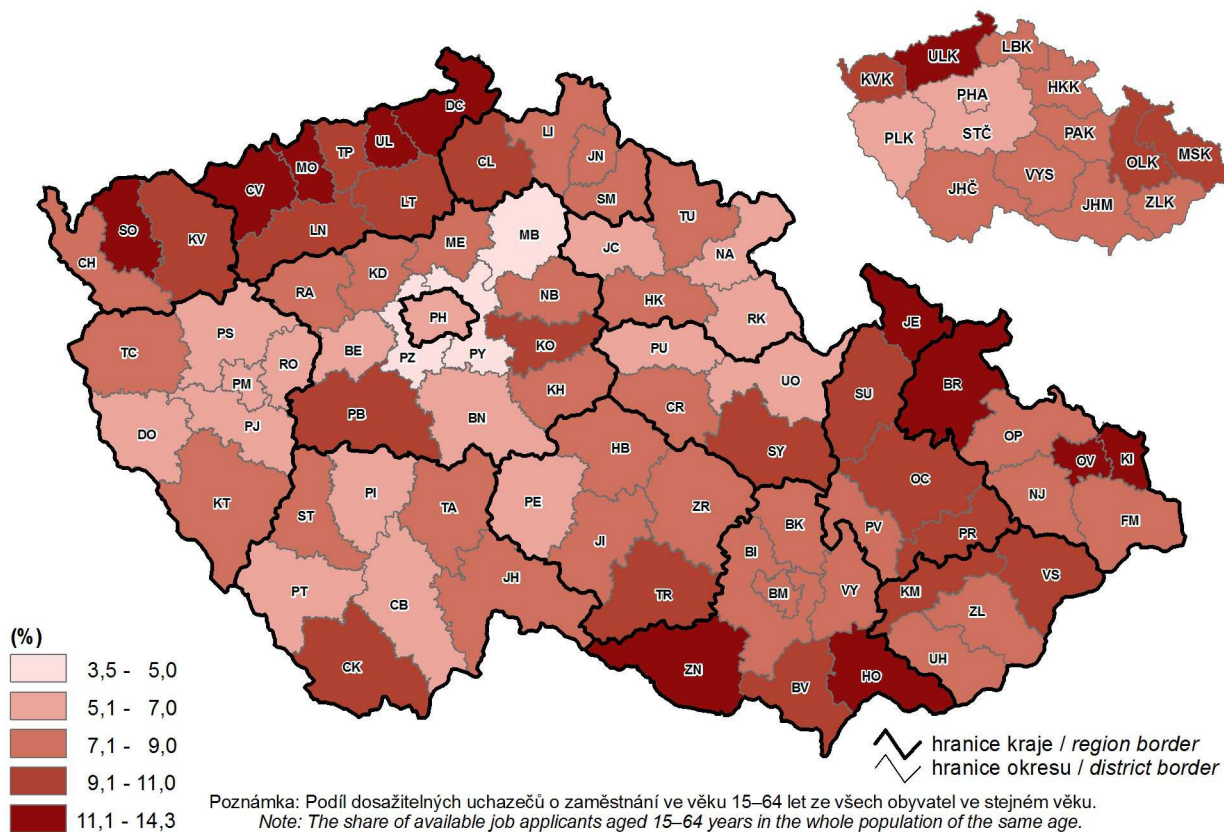 ULK
LBK
KVK
HKK
PHA
PLK
STČ
PAK
OLK
MSK
VYS
JHČ
JHM
ZLK
DC
UL
LI
TP
MO
JN
CL
CV
LT
SM
SO
KV
LN
TU
MB
ME
JC
NA
CH
KD
RA
NB
HK
PH
RK
JE
PS
TC
BE
PZ
PY
KO
PU
UO
RO
PM
BR
SU
KH
CR
PB
BN
DO
PJ
OP
OV
KI
HB
SY
OC
NJ
KT
PI
TA
PE
ZR
ST
FM
BK
PV
PR
JI
BI
VS
JH
PT
CB
TR
BM
VY
KM
ZL
CK
ZN
BV
HO
UH
(%)
3,5 - 5,0
5,1 - 7,0
7,1 - 9,0
9,1 - 11,0
11,1 - 14,3
hranice kraje / region border
hranice okresu / district border
Poznámka: Podíl dosažitelných uchazečů o zaměstnání ve věku 15–64 let ze všech obyvatel ve stejném věku.
Note: The share of available job applicants aged 15–64 years in the whole population of the same age.